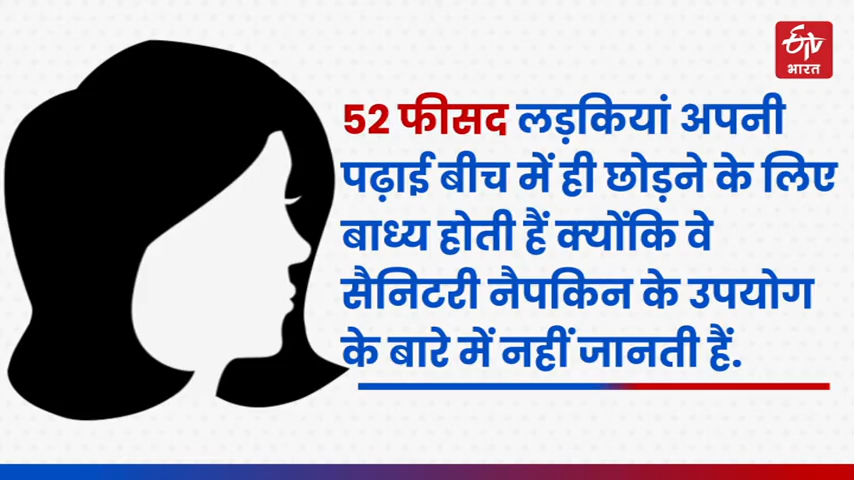 ETV
भारत
52 फीसद लड़कियां अपनी
पढ़ाई बीच में ही छोड़ने के लिए
बाध्य होती हैं क्योंकि वे
सैनिटरी नैपकिन के उपयोग
के बारे में नहीं जानती हैं.